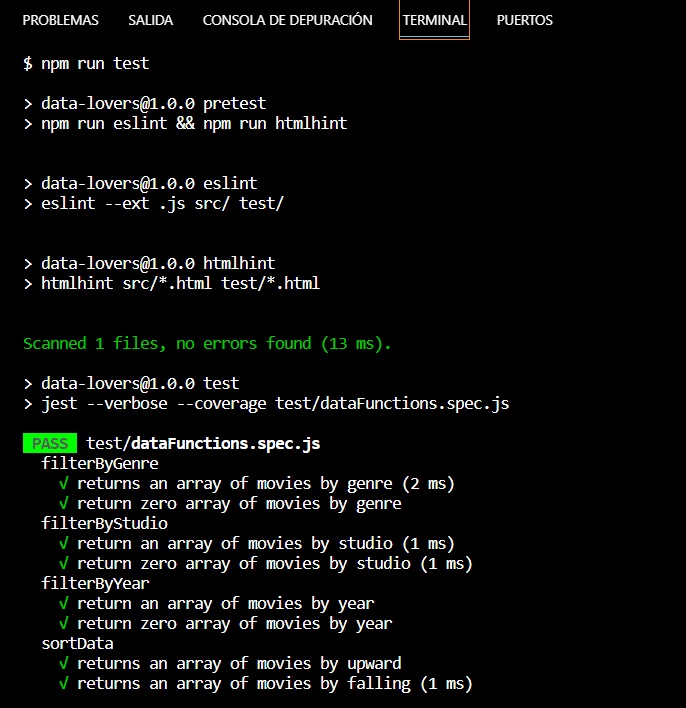 PROBLEMAS SALIDA CONSOLA DE DEPURACIÓN TERMINAL PUERTOS
$ npm run test
> data-lovers@1.0.0 pretest
> npm run eslint && npm run htmlhint
> data-lovers@1.0.0 eslint
> eslint --ext .js src/ test/
> data-lovers@1.0.0 htmlhint
> htmlhint src/*.html test/*.html
Scanned 1 files, no errors found (13 ms).
> data-lovers@1.0.0 test
> jest --verbose --coverage test/dataFunctions.spec.js
PASS test/dataFunctions.spec.js
filterByGenre
√ returns an array of movies by genre (2 ms)
√ return zero array of movies by genre
filterByStudio
√ return an array of movies by studio (1 ms)
√ return zero array of movies by studio (1 ms)
filterByYear
√ return an array of movies by year
√ return zero array of movies by year
sortData
√ returns an array of movies by upward
√ returns an array of movies by falling (1 ms)